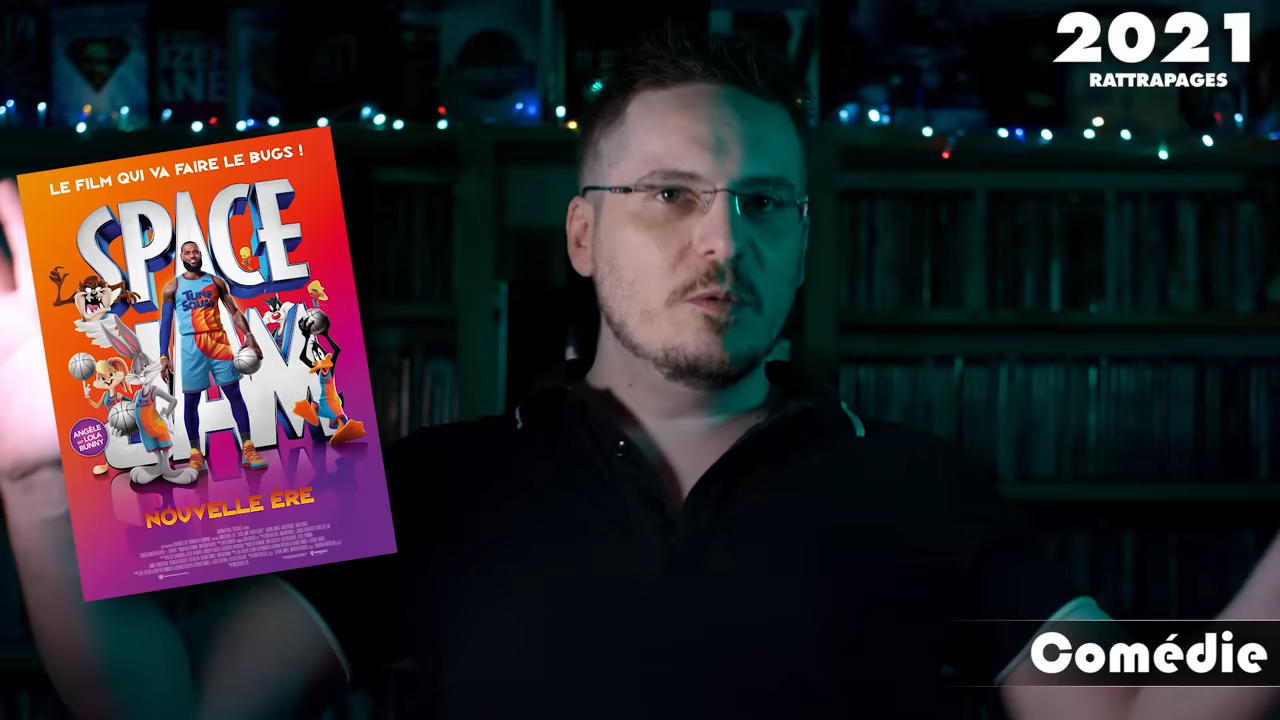 2021
RATTRAPAGES
LE FILM QUI VA FAIRE LE BUGS !
SPACE
JAM
TUNE
SQUAD
ANGÈLE
EST LOLA
BUNNY
NOUVELLE ÈRE
Comédie